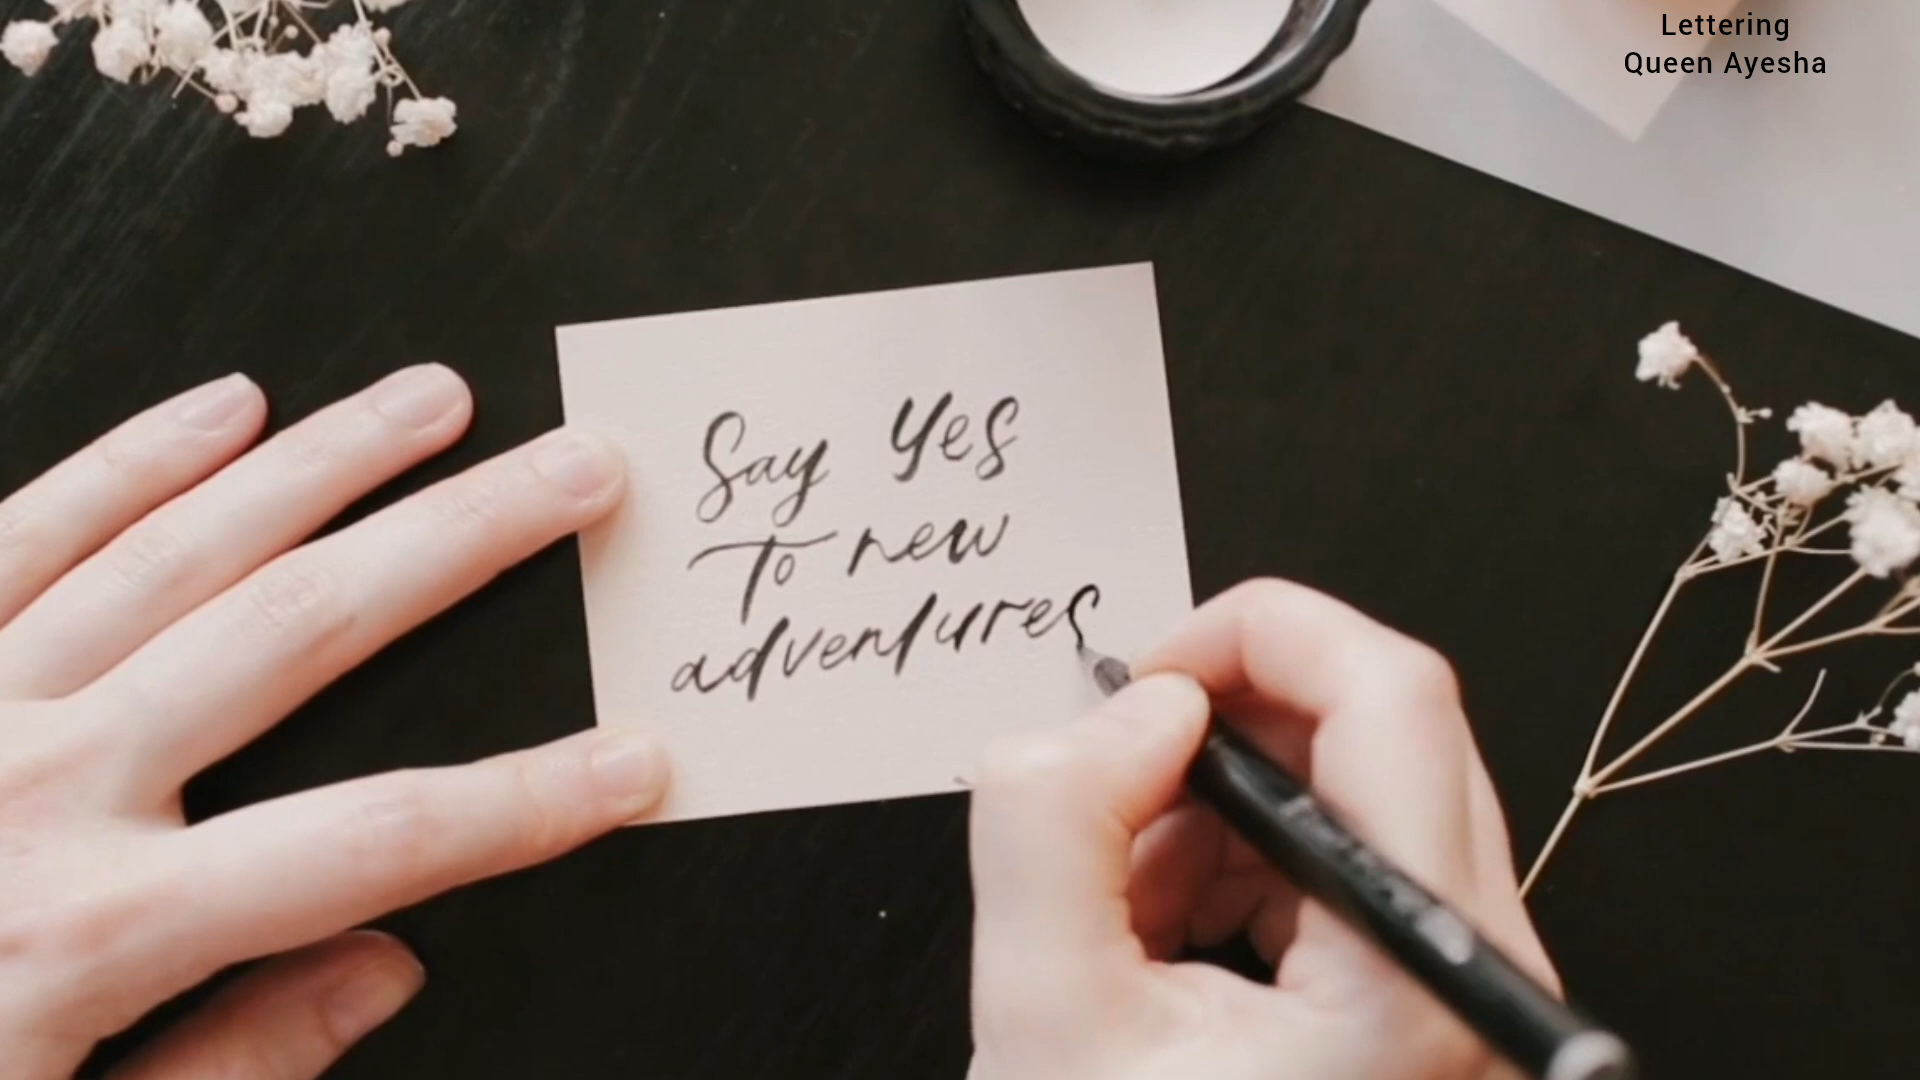 Lettering
Queen Ayesha
Say Yes
To new
adventures